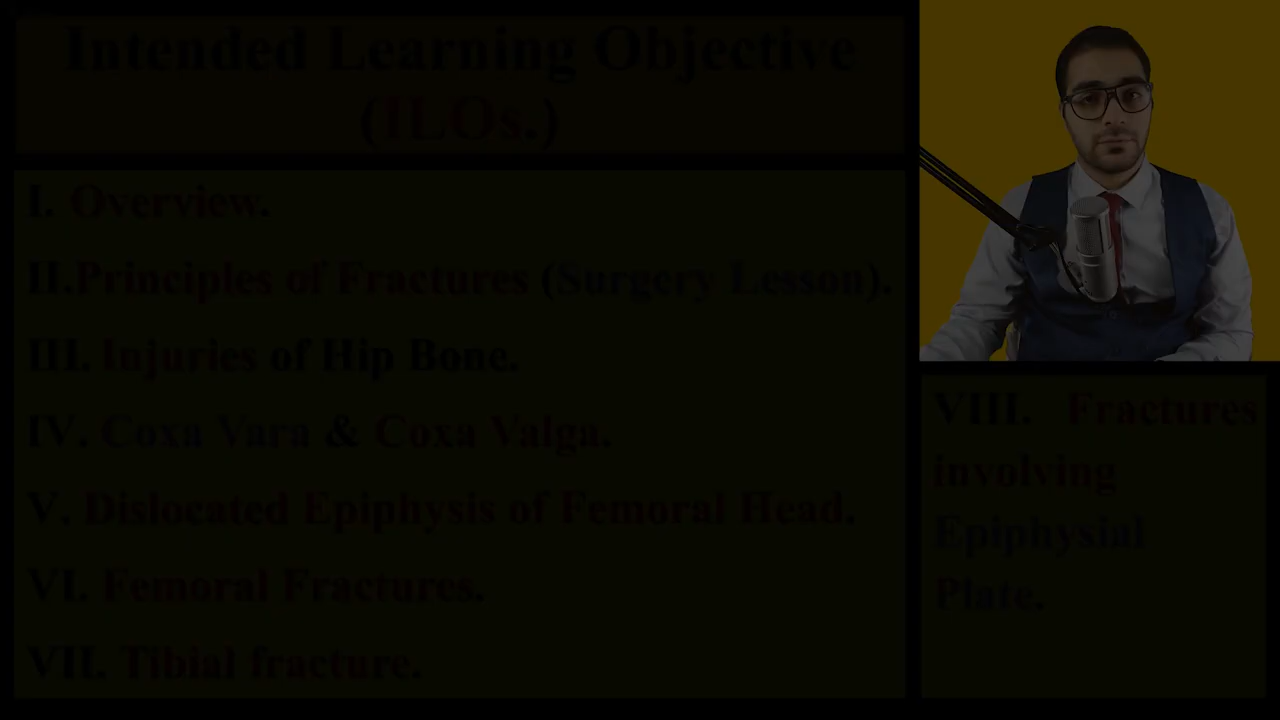 Intended Learning Objective
(ILOs.)
I. Overview.
II.Principles of Fractures (Surgery Lesson).
III. Injuries of Hip Bone.
IV. Coxa Vara & Coxa Valga.
V. Dislocated Epiphysis of Femoral Head.
VI. Femoral Fractures.
VII. Tibial fracture.
VIII. Fractures
involving
Epiphysial
Plate.